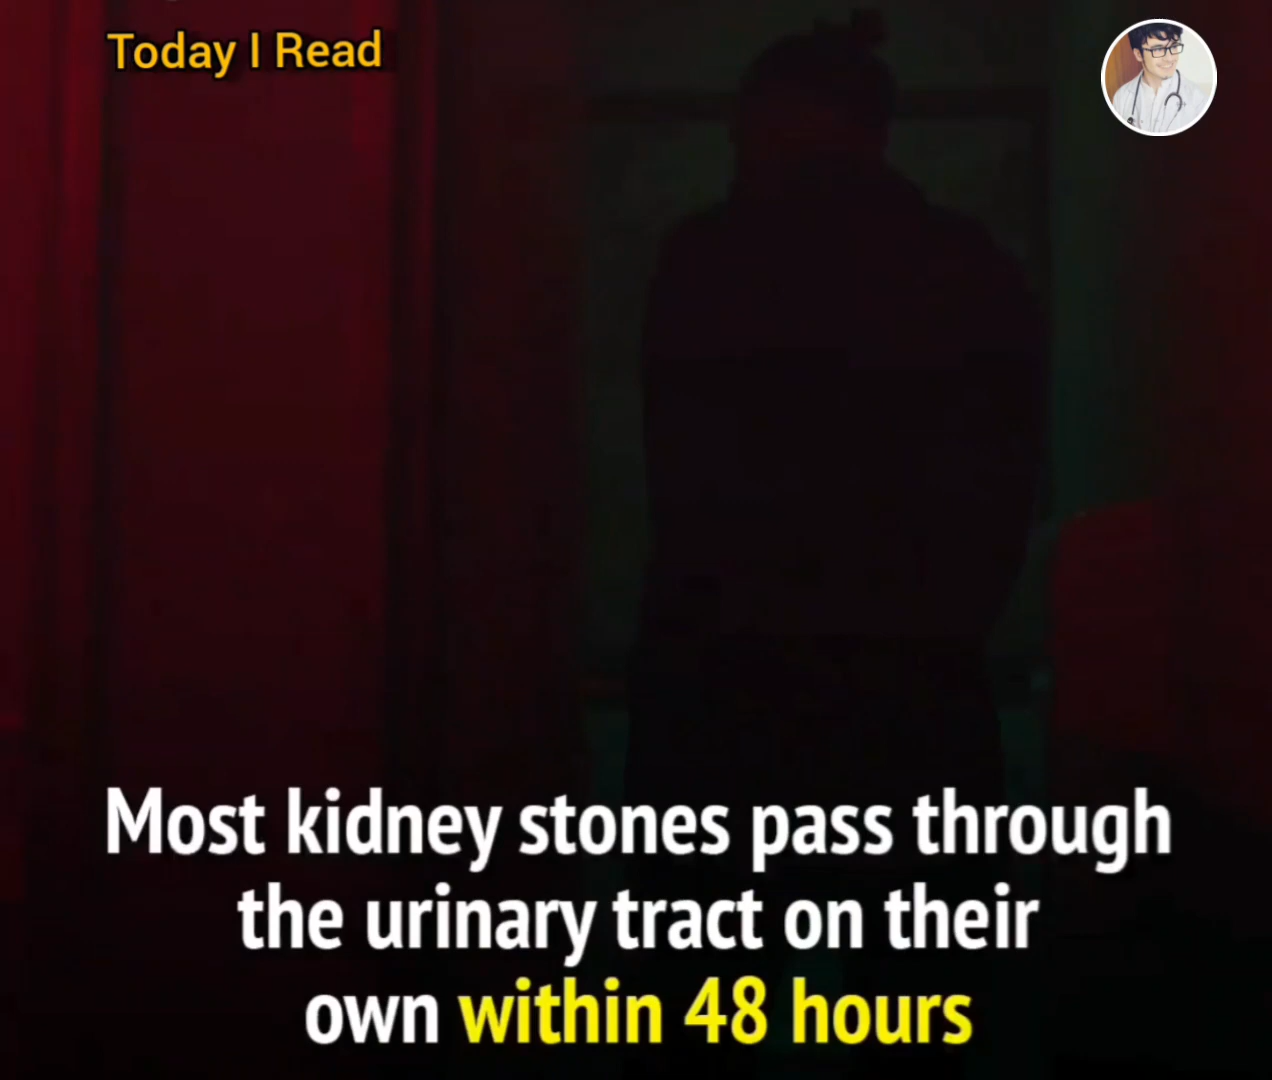 Today I Read
Most kidney stones pass through
the urinary tract on their
own within 48 hours